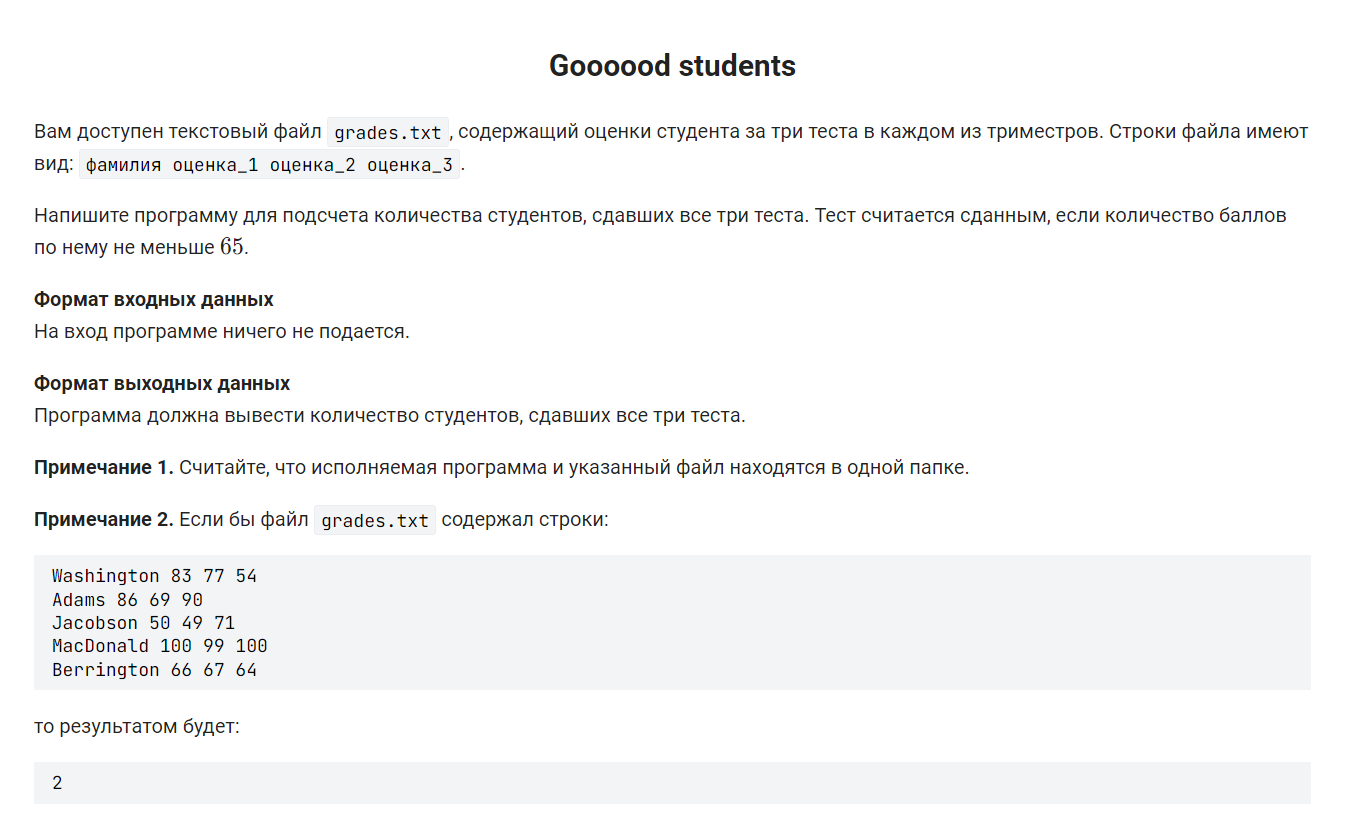 Goooood students
Вам доступен текстовый файл grades.txt, содержащий оценки студента за три теста в каждом из триместров. Строки файла имеют
вид: фамилия оценка_1 оценка_2 оценка_3.
Напишите программу для подсчета количества студентов, сдавших все три теста. Тест считается сданным, если количество баллов
по нему не меньше 65.
Формат входных данных
На вход программе ничего не подается.
Формат выходных данных
Программа должна вывести количество студентов, сдавших все три теста.
Примечание 1. Считайте, что исполняемая программа и указанный файл находятся в одной папке.
Примечание 2. Если бы файл grades.txt содержал строки:
Washington 83 77 54
Adams 86 69 90
Jacobson 50 49 71
MacDonald 100 99 100
Berrington 66 67 64
то результатом будет:
2